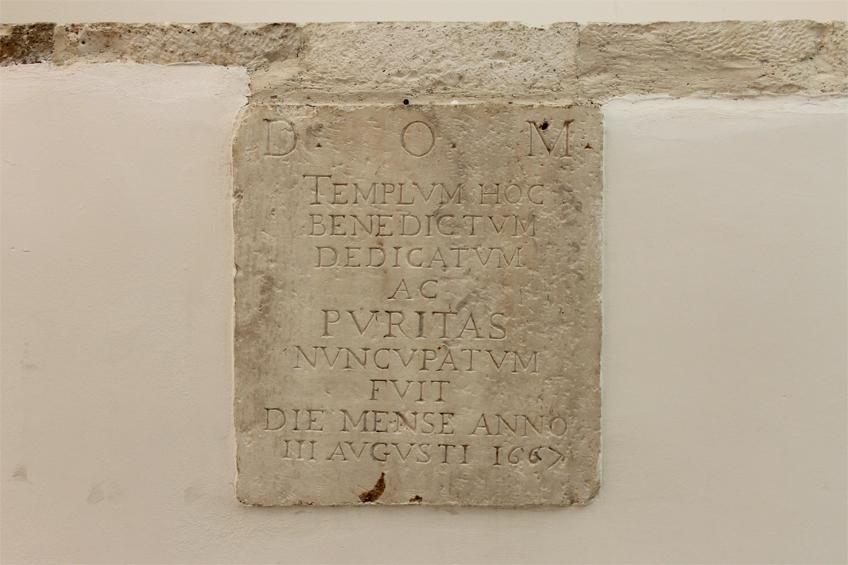 D · O · M ·
TEMPLVM HOC
BENEDICTVM
DEDICATVM
AC
PVRITAS
NVNCVPATVM
FVIT
DIE MENSE ANNO
III AVGVSTI 1667